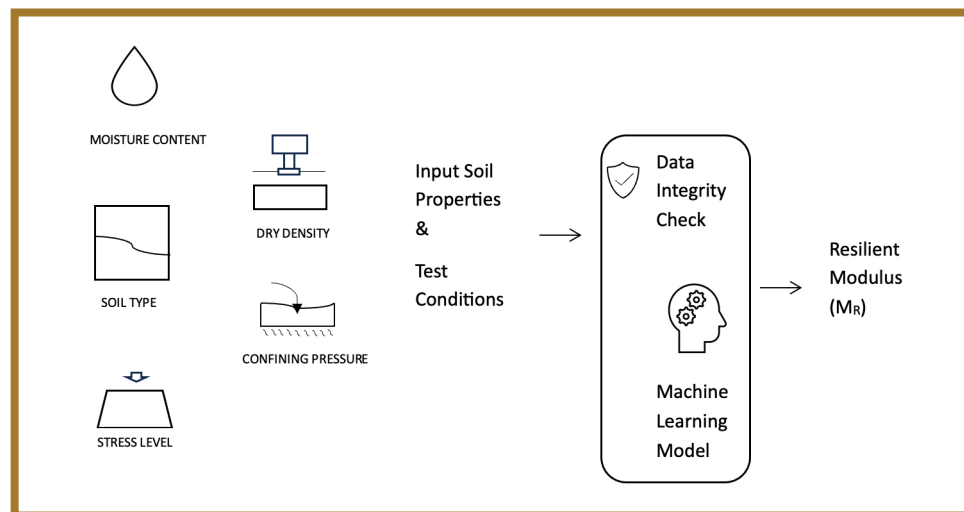 MOISTURE CONTENT
DRY DENSITY
SOIL TYPE
CONFINING PRESSURE
STRESS LEVEL
Input Soil
Properties
&
Test
Conditions
Data
Integrity
Check
Machine
Learning
Model
Resilient
Modulus
(MR)